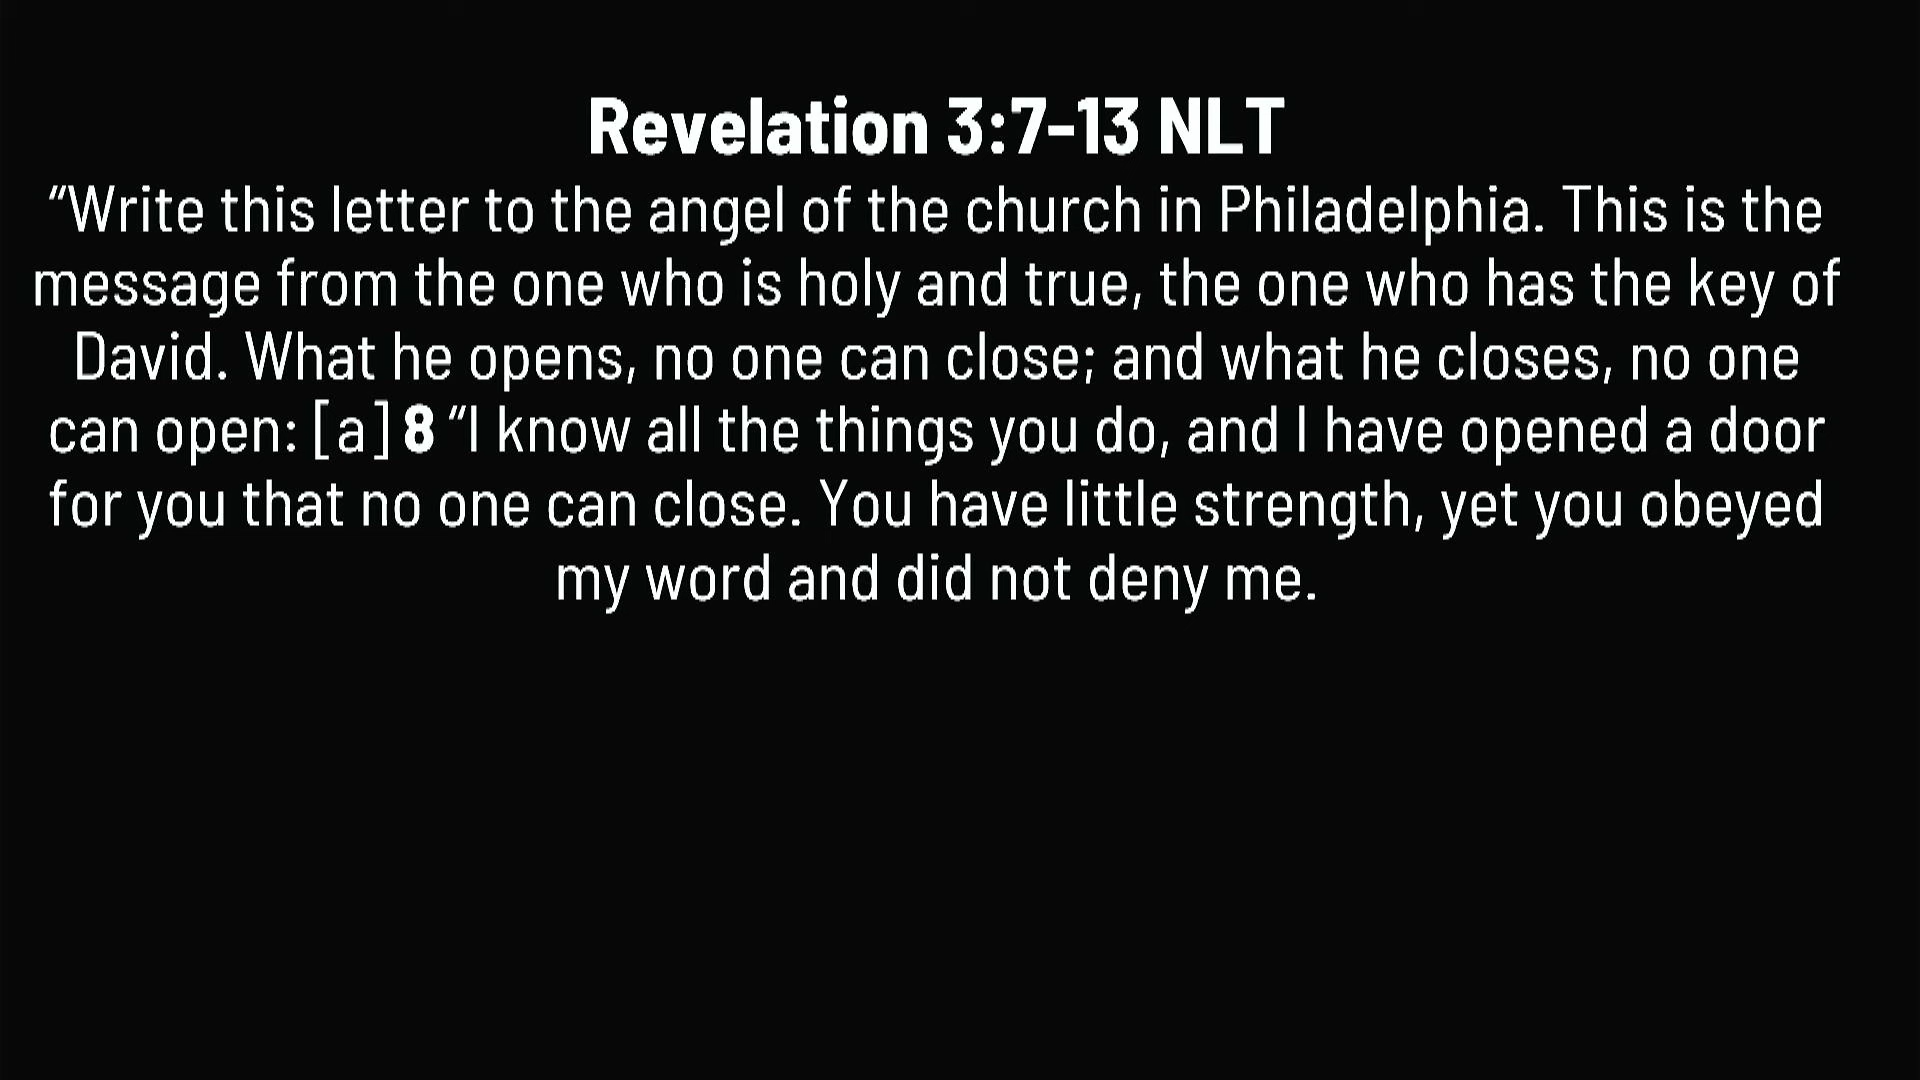 Revelation 3:7-13 NLT
“Write this letter to the angel of the church in Philadelphia. This is the
message from the one who is holy and true, the one who has the key of
David. What he opens, no one can close; and what he closes, no one
can open: [a] 8 “I know all the things you do, and I have opened a door
for you that no one can close. You have little strength, yet you obeyed
my word and did not deny me.